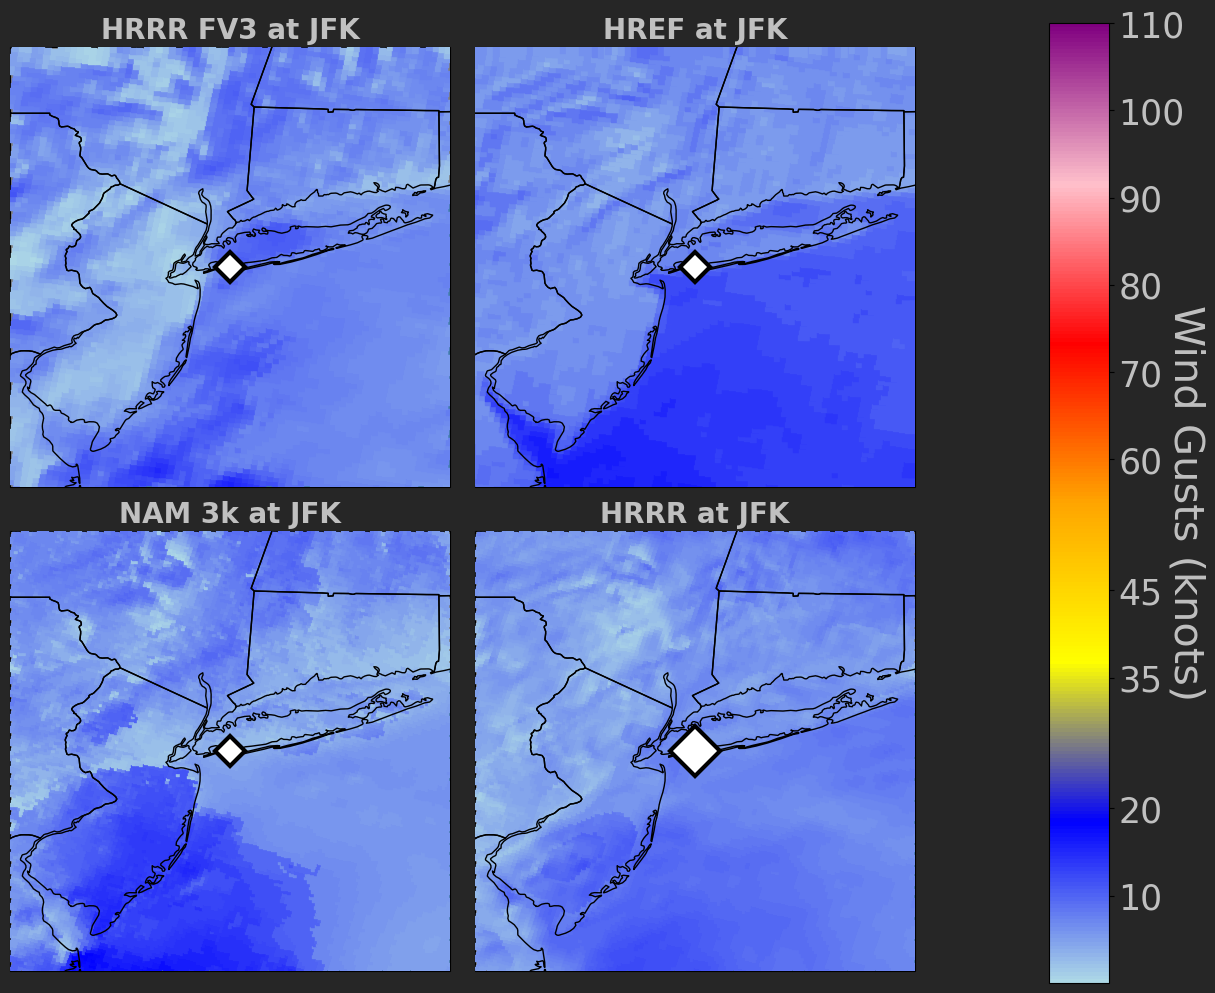 HRRR FV3 at JFK
HREF at JFK
NAM 3k at JFK
HRRR at JFK
110
100
90
80
70
60
45
35
20
10
Wind Gusts (knots)